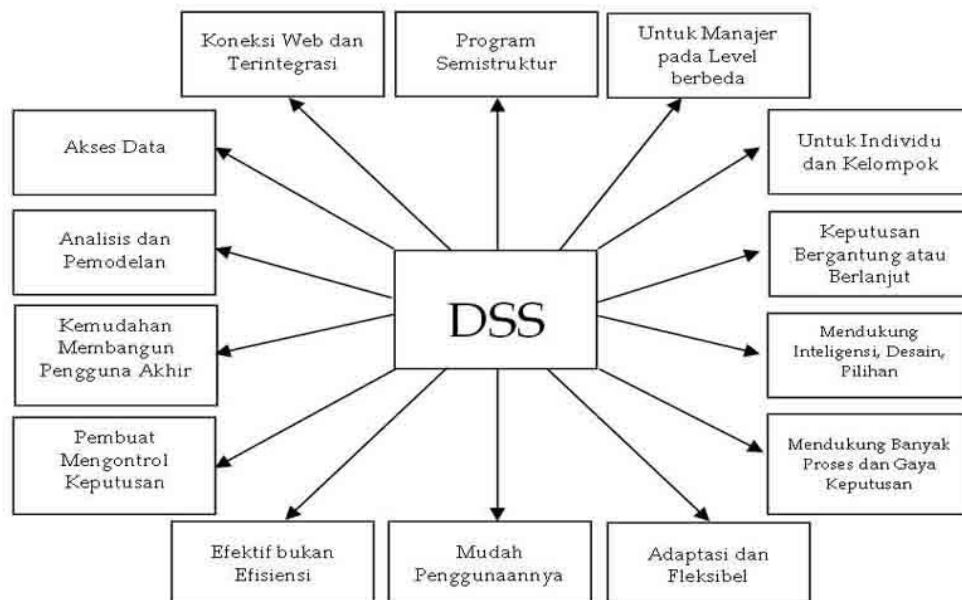 Koneksi Web dan
Terintegrasi
Program
Semistruktur
Untuk Manajer
pada Level
berbeda
Akses Data
Untuk Individu
dan Kelompok
Analisis dan
Pemodelan
Keputusan
Bergantung atau
Berlanjut
DSS
Kemudahan
Membangun
Pengguna Akhir
Mendukung
Inteligensi, Desain,
Pilihan
Pembuat
Mengontrol
Keputusan
Mendukung Banyak
Proses dan Gaya
Keputusan
Efektif bukan
Efisiensi
Mudah
Penggunaannya
Adaptasi dan
Fleksibel